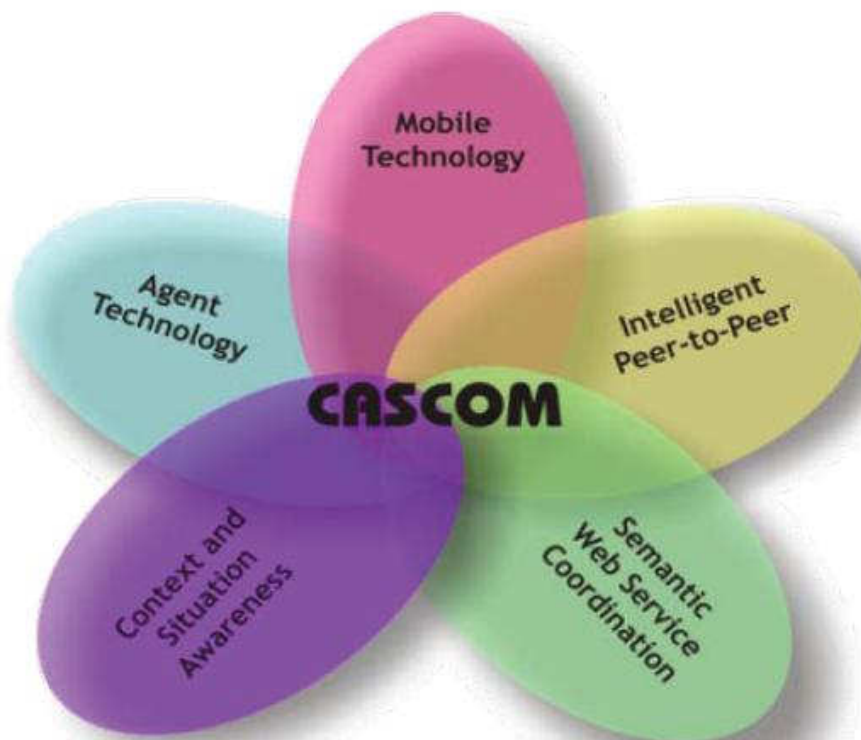 Mobile
Technology
Agent
Technology
Intelligent
Peer-to-Peer
CASCOM
Context and
Situation
Awareness
Semantic
Web Service
Coordination